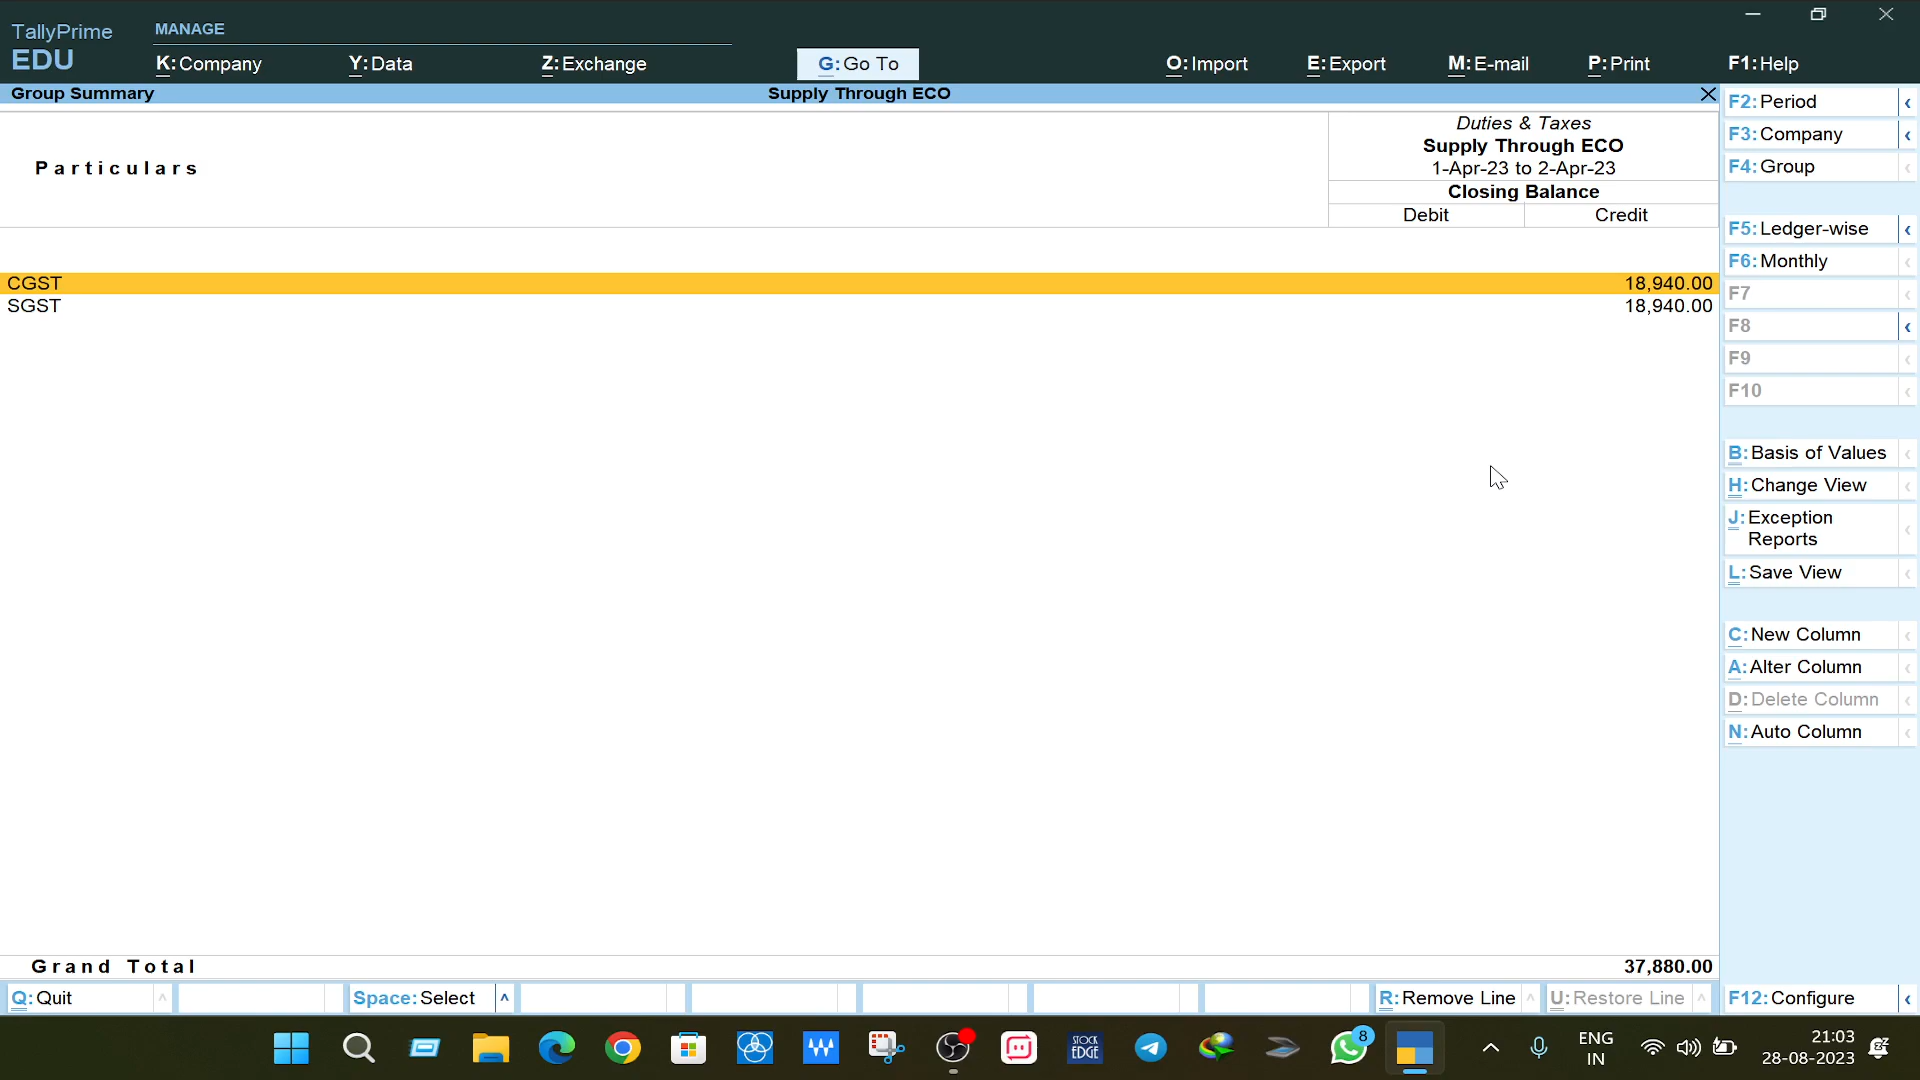 TallyPrime
EDU
MANAGE
K: Company
Y: Data
Z: Exchange
G: Go To
O: Import
E: Export
M: E-mail
P: Print
F1: Help
Group Summary
Supply Through ECO
Particulars
Duties & Taxes
Supply Through ECO
1-Apr-23 to 2-Apr-23
Closing Balance
Debit
Credit
CGST 18,940.00
SGST 18,940.00
Grand Total 37,880.00
F2: Period
F3: Company
F4: Group
F5: Ledger-wise
F6: Monthly
F7
F8
F9
F10
B: Basis of Values
H: Change View
J: Exception
Reports
L: Save View
C: New Column
A: Alter Column
D: Delete Column
N: Auto Column
Q: Quit
Space: Select
R: Remove Line
U: Restore Line
F12: Configure
STOCK
EDGE
8
ENG
IN
21:03
28-08-2023